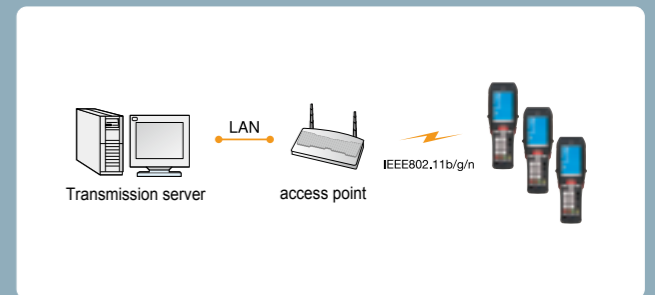 LAN
IEEE802.11b/g/n
Transmission server
access point